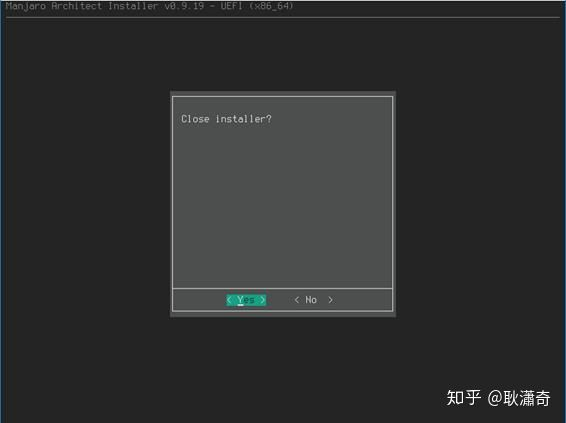 Manjaro Architect Installer v0.9.19 - UEFI (x86_64)
Close installer?
< Yes > < No >
知乎 @耿潇奇